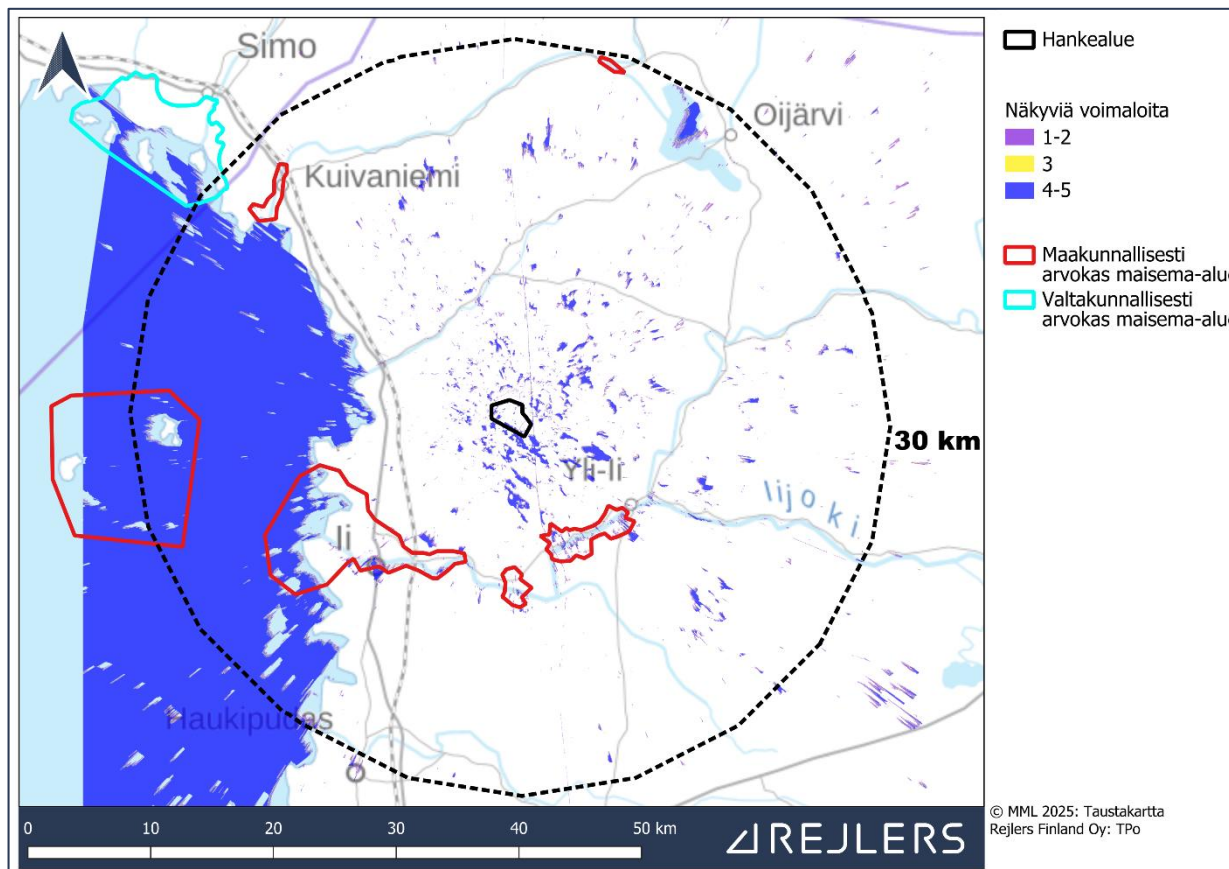 Simo
Oijärvi
Kuivaniemi
30 km
Yli-Ii
Iijoki
Ii
Haukipudas
0 10 20 30 40 50 km
REJLERS
Hankealue
Näkyviä voimaloita
1-2
3
4-5
Maakunnallisesti
arvokas maisema-alue
Valtakunnallisesti
arvokas maisema-alue
© MML 2025: Taustakartta
Rejlers Finland Oy: TPo